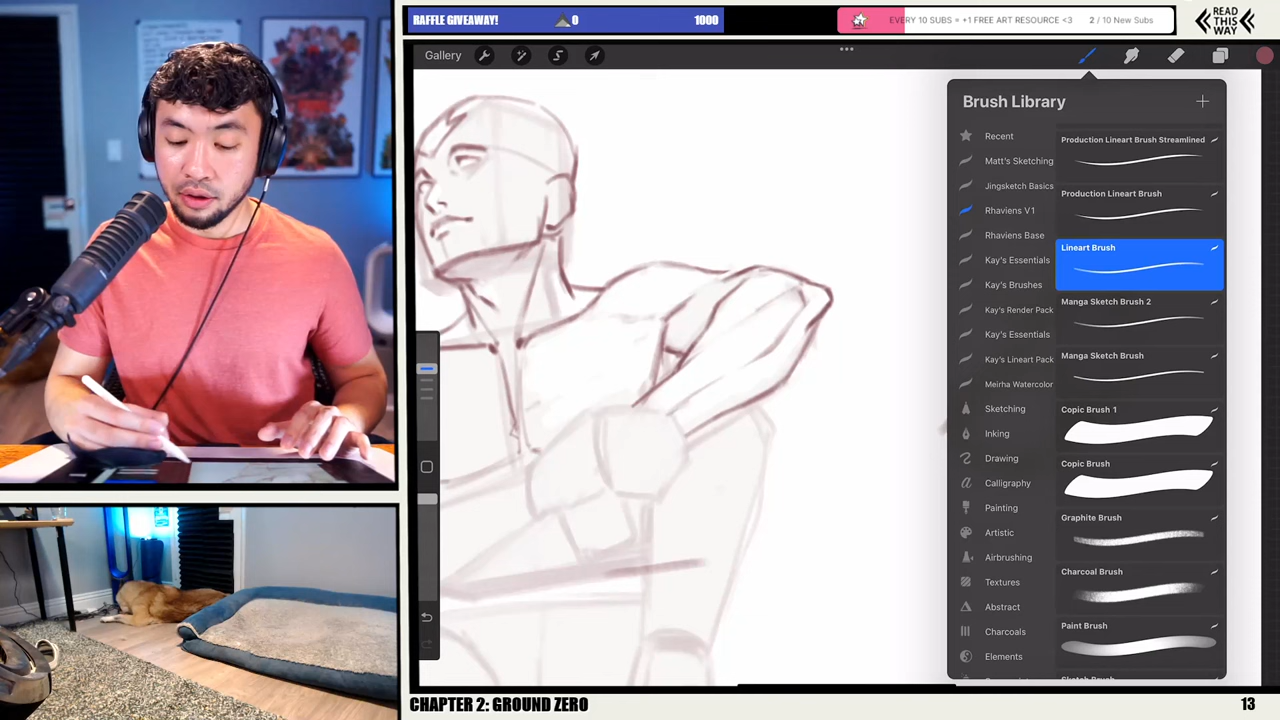 RAFFLE GIVEAWAY!
0
1000
EVERY 10 SUBS = +1 FREE ART RESOURCE <3
2 / 10 New Subs
READ
THIS
WAY
Gallery
Brush Library
Recent
Matt's Sketching
Jingsketch Basics
Rhaviens V1
Rhaviens Base
Kay's Essentials
Kay's Brushes
Kay's Render Pack
Kay's Essentials
Kay's Lineart Pack
Meirha Watercolor
Sketching
Inking
Drawing
Calligraphy
Painting
Artistic
Airbrushing
Textures
Abstract
Charcoals
Elements
Production Lineart Brush Streamlined
Production Lineart Brush
Lineart Brush
Manga Sketch Brush 2
Manga Sketch Brush
Copic Brush 1
Copic Brush
Graphite Brush
Charcoal Brush
Paint Brush
CHAPTER 2: GROUND ZERO
13